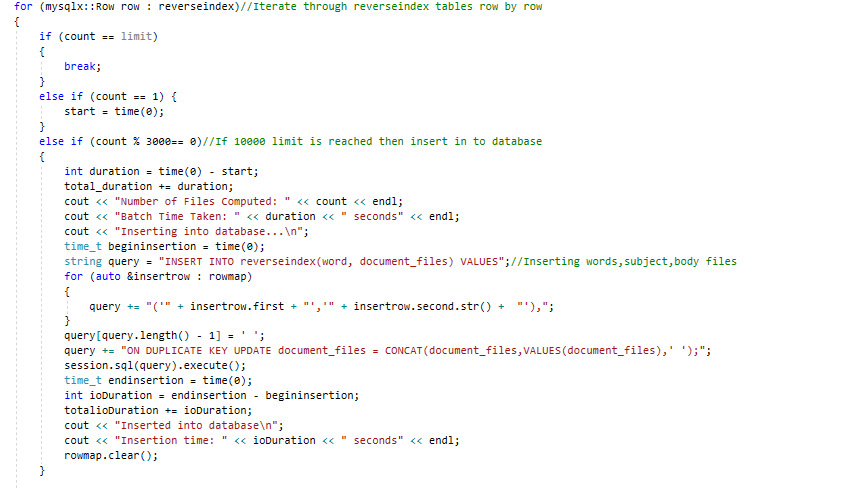 for (mysqlx::Row row : reverseindex)//Iterate through reverseindex tables row by row
{
if (count == limit)
{
break;
}
else if (count == 1) {
start = time(0);
}
else if (count % 3000== 0)//If 10000 limit is reached then insert in to database
{
int duration = time(0) - start;
total_duration += duration;
cout << "Number of Files Computed: " << count << endl;
cout << "Batch Time Taken: " << duration << " seconds" << endl;
cout << "Inserting into database...\n";
time_t begininsertion = time(0);
string query = "INSERT INTO reverseindex(word, document_files) VALUES";//Inserting words,subject,body files
for (auto &insertrow : rowmap)
{
query += "('" + insertrow.first + "','" + insertrow.second.str() + "'),";
}
query[query.length() - 1] = ' ';
query += "ON DUPLICATE KEY UPDATE document_files = CONCAT(document_files,VALUES(document_files),' ');";
session.sql(query).execute();
time_t endinsertion = time(0);
int ioDuration = endinsertion - begininsertion;
totalioDuration += ioDuration;
cout << "Inserted into database\n";
cout << "Insertion time: " << ioDuration << " seconds" << endl;
rowmap.clear();
}